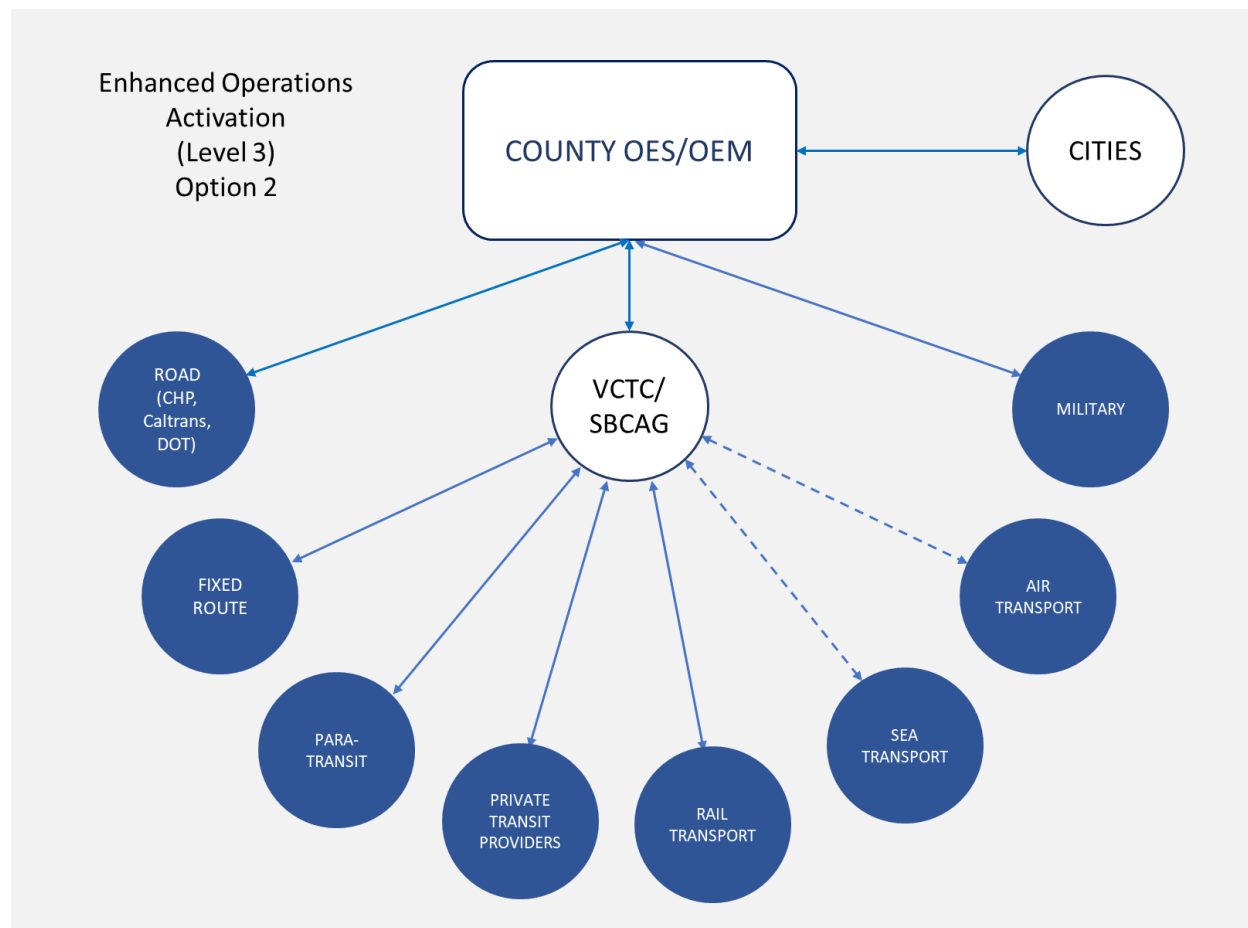 Enhanced Operations
Activation
(Level 3)
Option 2
COUNTY OES/OEM
CITIES
ROAD
(CHP,
Caltrans,
DOT)
VCTC/
SBCAG
MILITARY
FIXED
ROUTE
AIR
TRANSPORT
PARA-
TRANSIT
SEA
TRANSPORT
PRIVATE
TRANSIT
PROVIDERS
RAIL
TRANSPORT